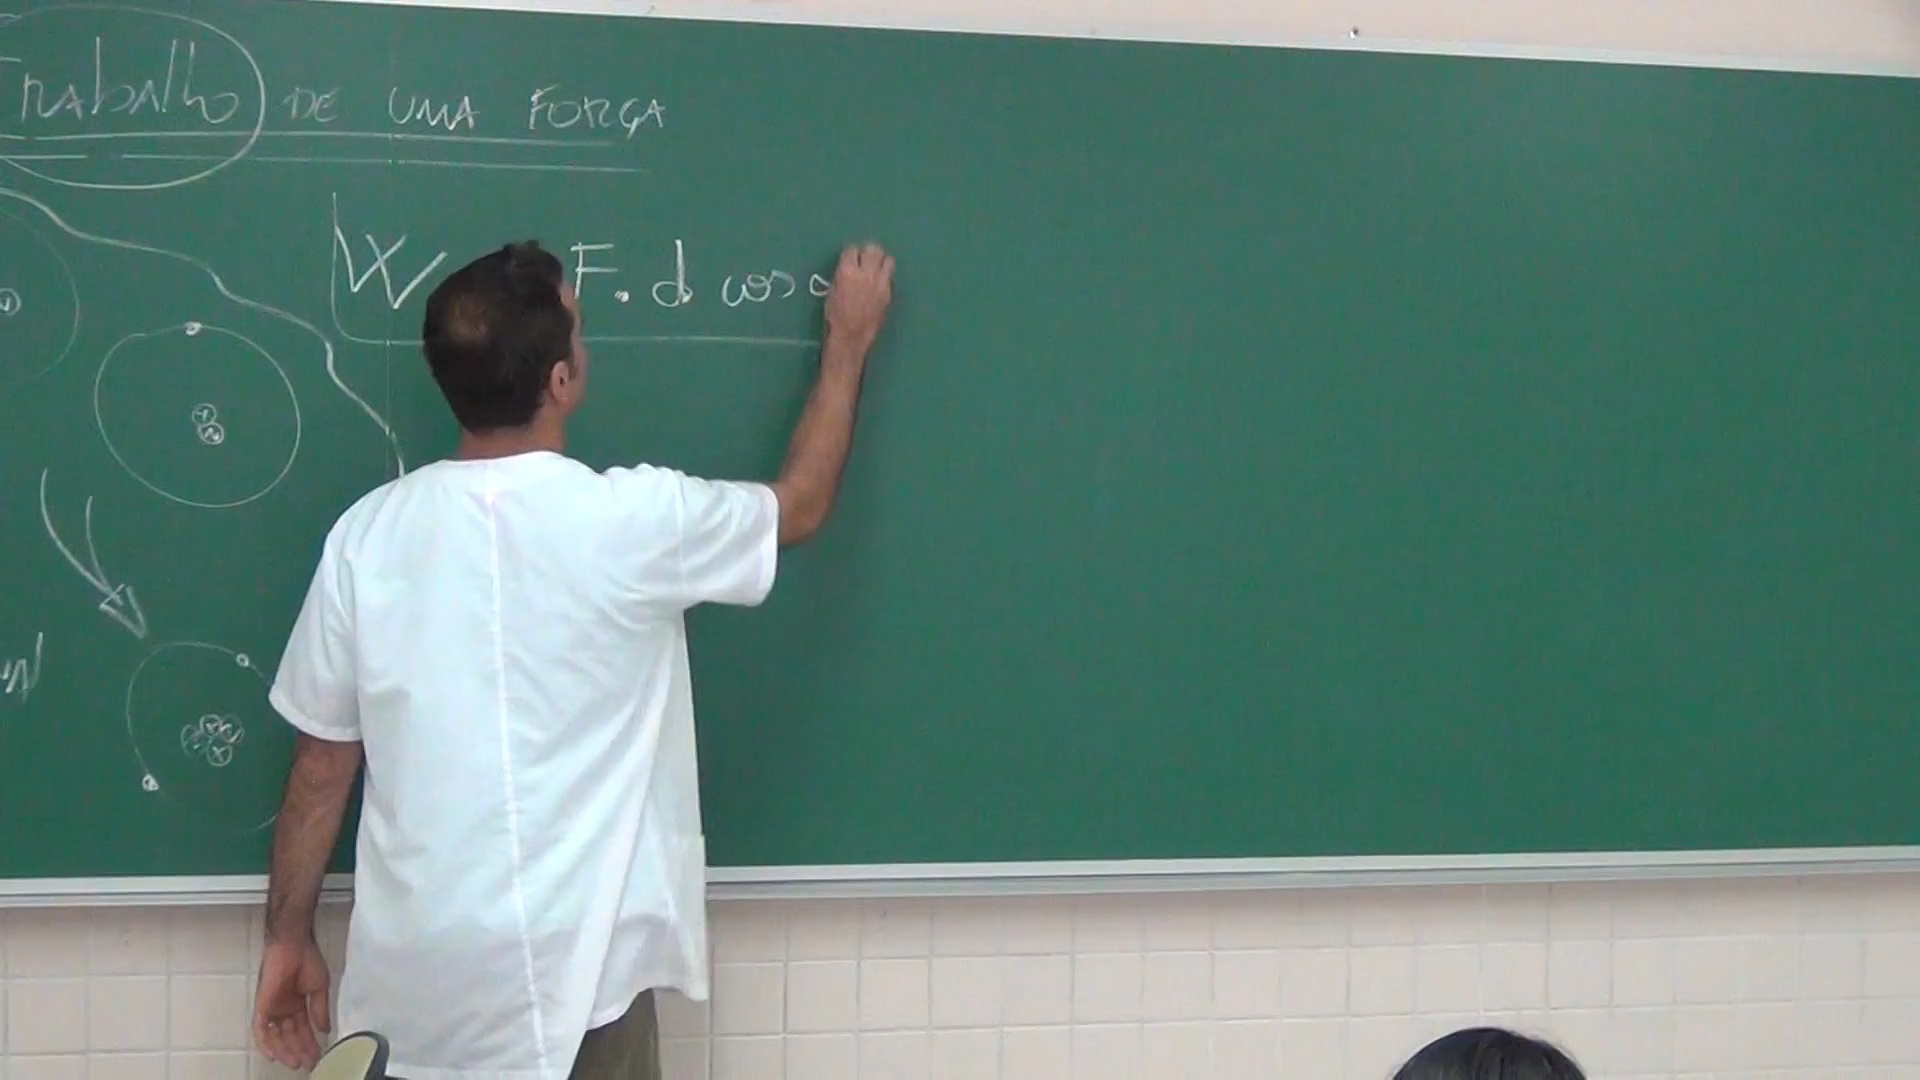 Trabalho DE UMA FORÇA
W F. d cos α